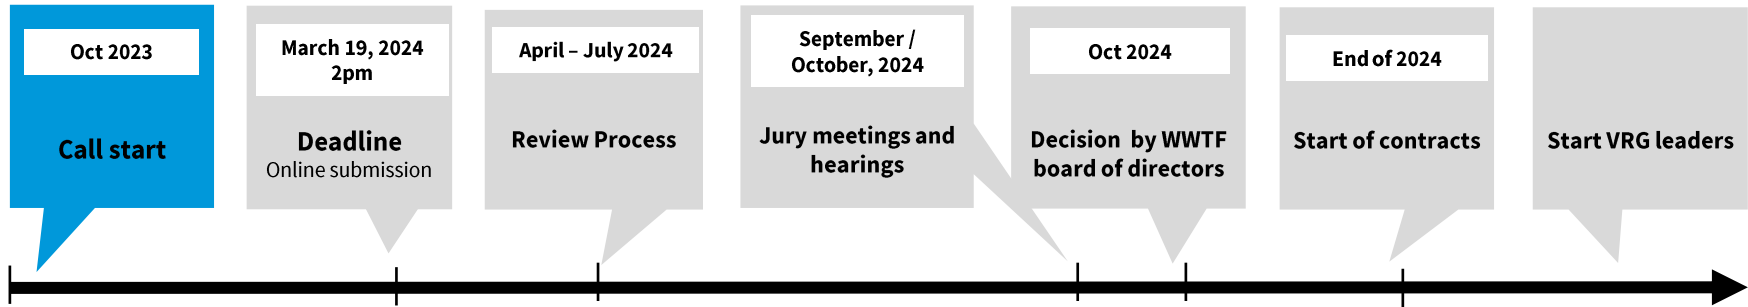 Oct 2023
Call start
March 19, 2024
2pm
Deadline
Online submission
April – July 2024
Review Process
September /
October, 2024
Jury meetings and
hearings
Oct 2024
Decision by WWTF
board of directors
End of 2024
Start of contracts
Start VRG leaders